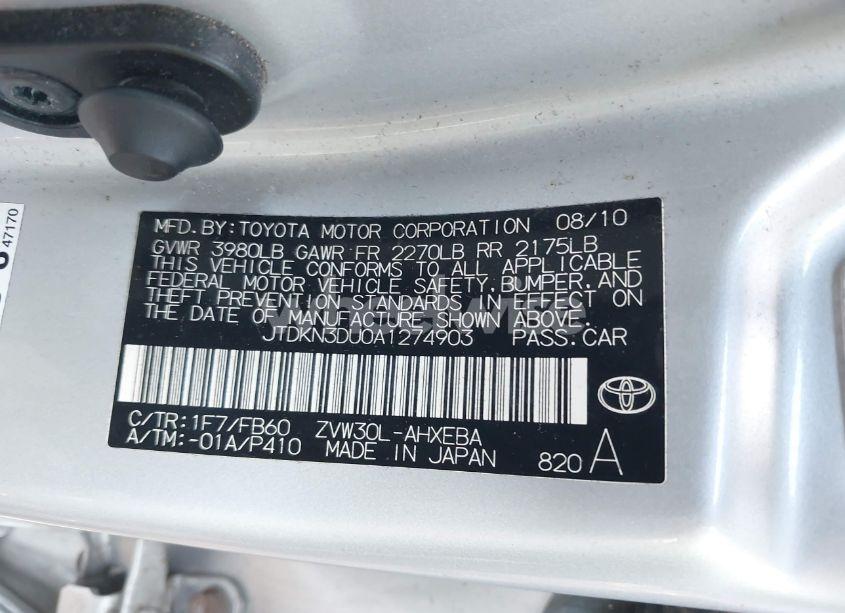 MFD. BY: TOYOTA MOTOR CORPORATION 08/10
GVWR 3980LB GAWR FR 2270LB RR 2175LB
THIS VEHICLE CONFORMS TO ALL APPLICABLE
FEDERAL MOTOR VEHICLE SAFETY, BUMPER, AND
THEFT PREVENTION STANDARDS IN EFFECT ON
THE DATE OF MANUFACTURE SHOWN ABOVE.
JTDKN3DU0A1274903 PASS. CAR
C/TR: 1F7/FB60 ZVW30L-AHXEBA
A/TM: -01A/P410 MADE IN JAPAN 820 A
47170